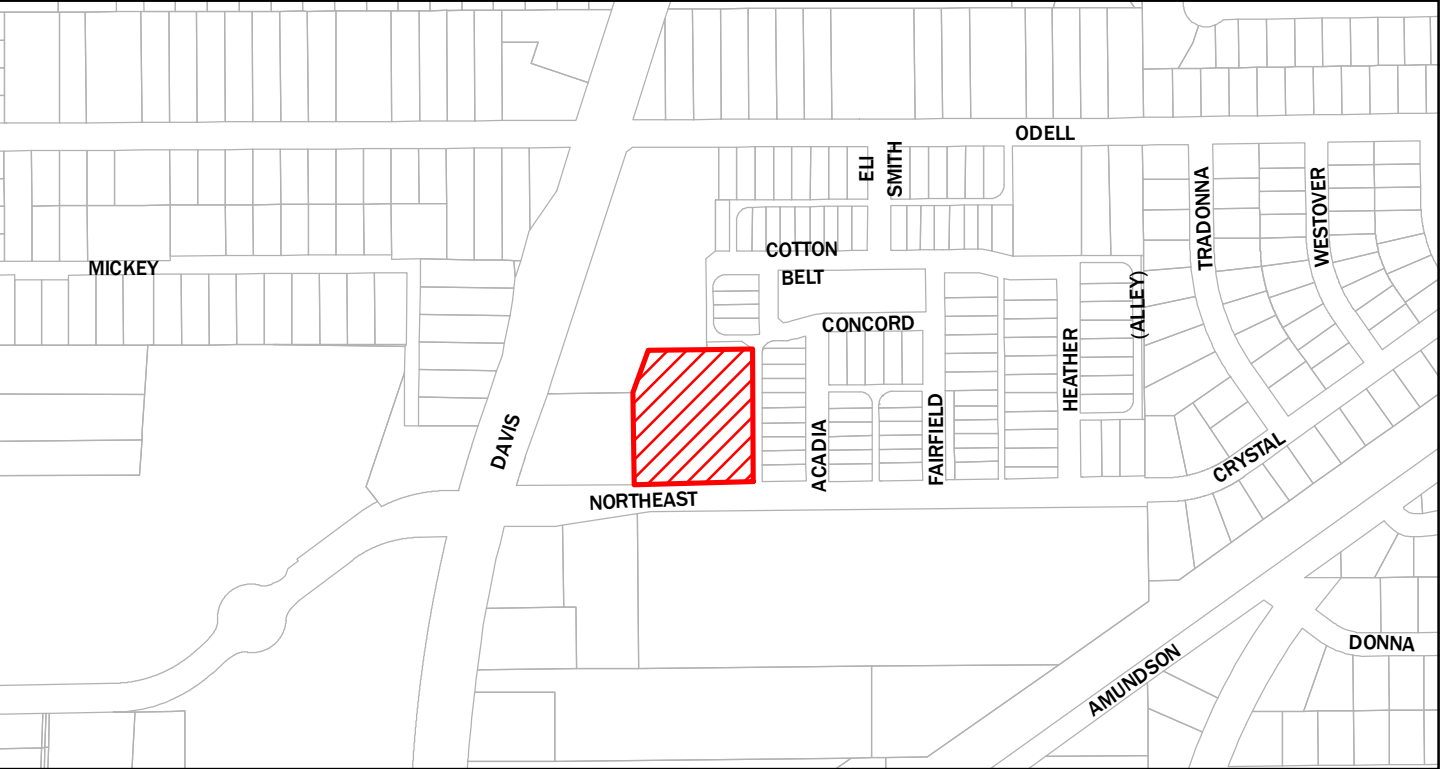 ODELL
ELI
SMITH
TRADONNA
WESTOVER
COTTON
BELT
MICKEY
(ALLEY)
CONCORD
HEATHER
DAVIS
ACADIA
FAIRFIELD
CRYSTAL
NORTHEAST
DONNA
AMUNDSON